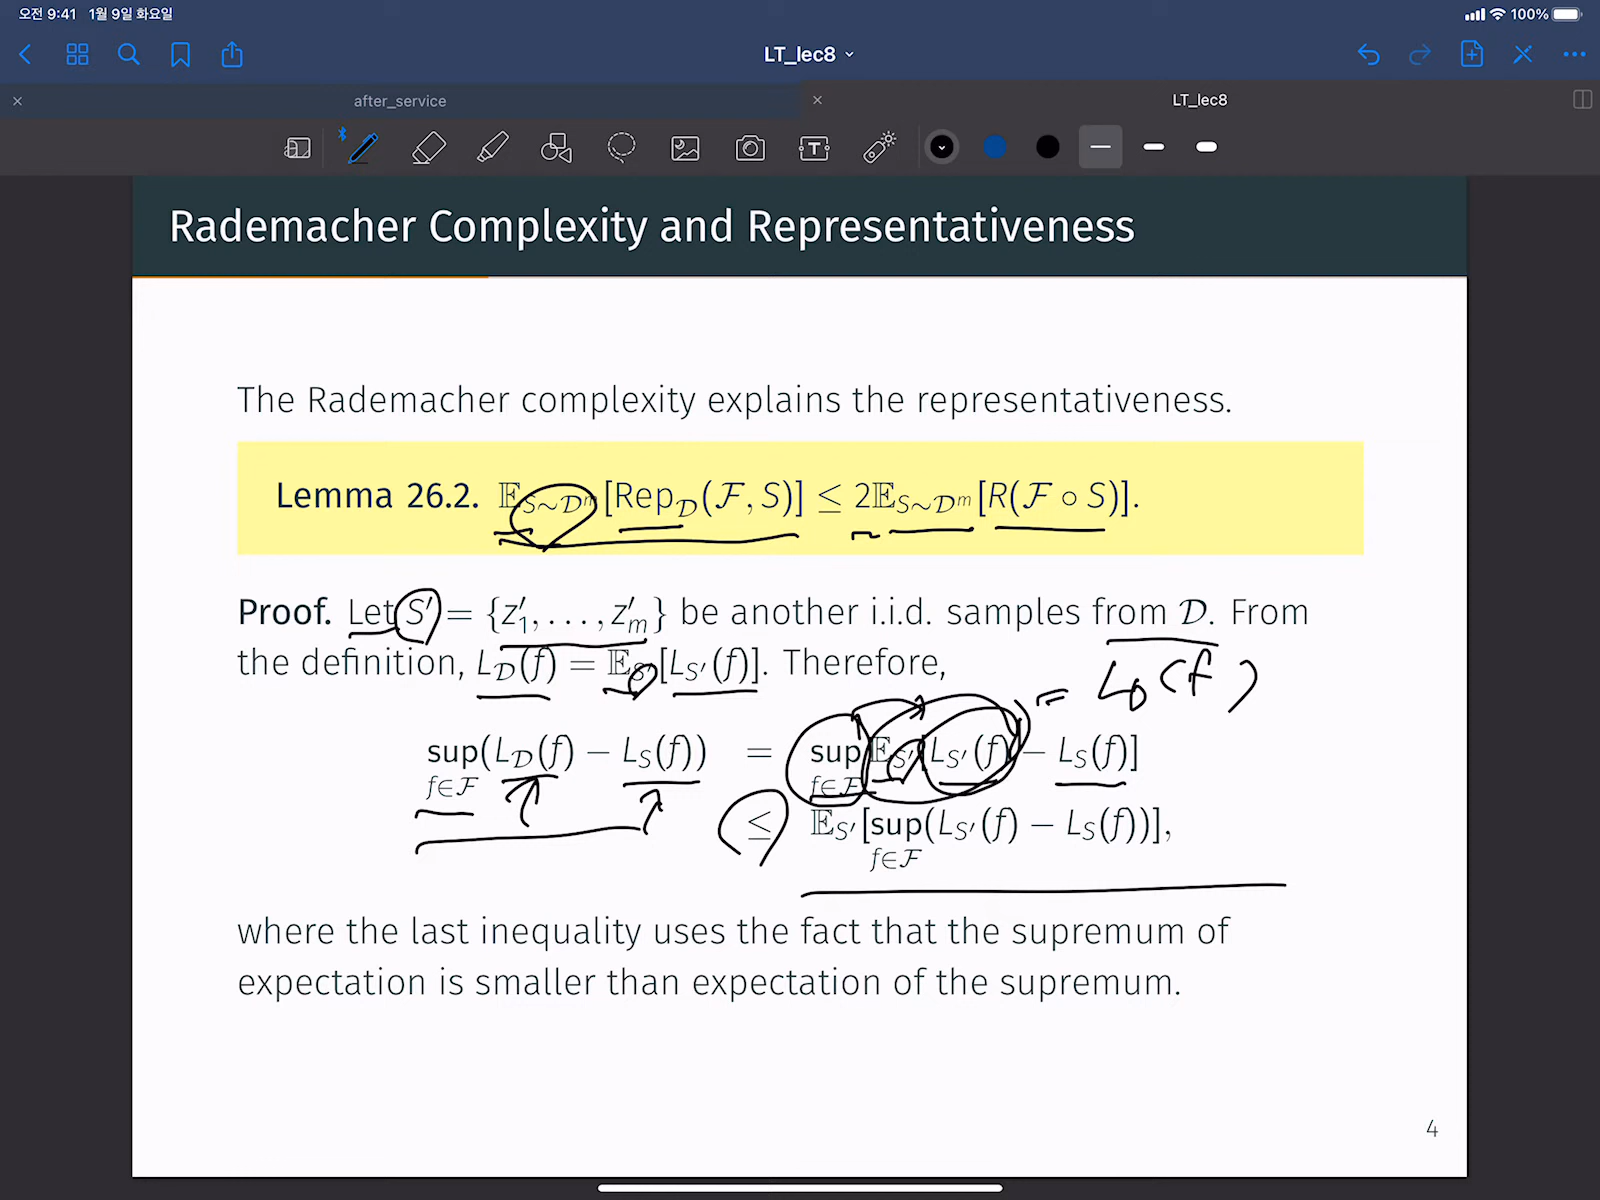 오전 9:41 1월 9일 화요일 100%
LT_lec8
after_service LT_lec8
Rademacher Complexity and Representativeness
The Rademacher complexity explains the representativeness.
Lemma 26.2. 𝔼_{S∼𝒟^m}[Rep_𝒟(ℱ, S)] ≤ 2𝔼_{S∼𝒟^m}[R(ℱ ∘ S)].
Proof. Let S′ = {z′₁, . . . , z′ₘ} be another i.i.d. samples from 𝒟. From
the definition, L_𝒟(f) = 𝔼_{S′}[L_{S′}(f)]. Therefore,
= L_D(f)
sup_{f∈ℱ}(L_𝒟(f) − L_S(f)) = sup_{f∈ℱ} 𝔼_{S′}[L_{S′}(f) − L_S(f)]
≤ 𝔼_{S′}[sup_{f∈ℱ}(L_{S′}(f) − L_S(f))],
where the last inequality uses the fact that the supremum of
expectation is smaller than expectation of the supremum.
4